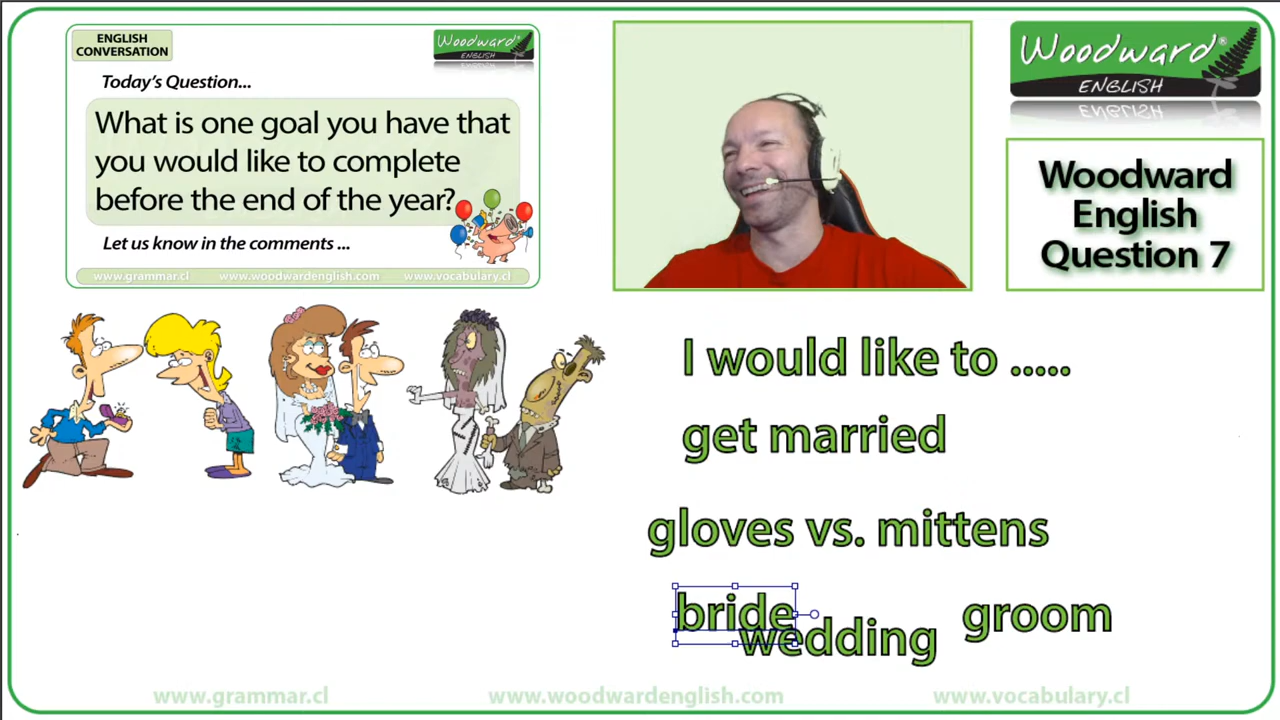 ENGLISH
CONVERSATION
Woodward
ENGLISH
Today's Question...
What is one goal you have that
you would like to complete
before the end of the year?
Let us know in the comments ...
www.grammar.cl www.woodwardenglish.com www.vocabulary.cl
Woodward®
ENGLISH
Woodward
English
Question 7
I would like to .....
get married
gloves vs. mittens
bride
wedding
groom
www.grammar.cl www.woodwardenglish.com www.vocabulary.cl